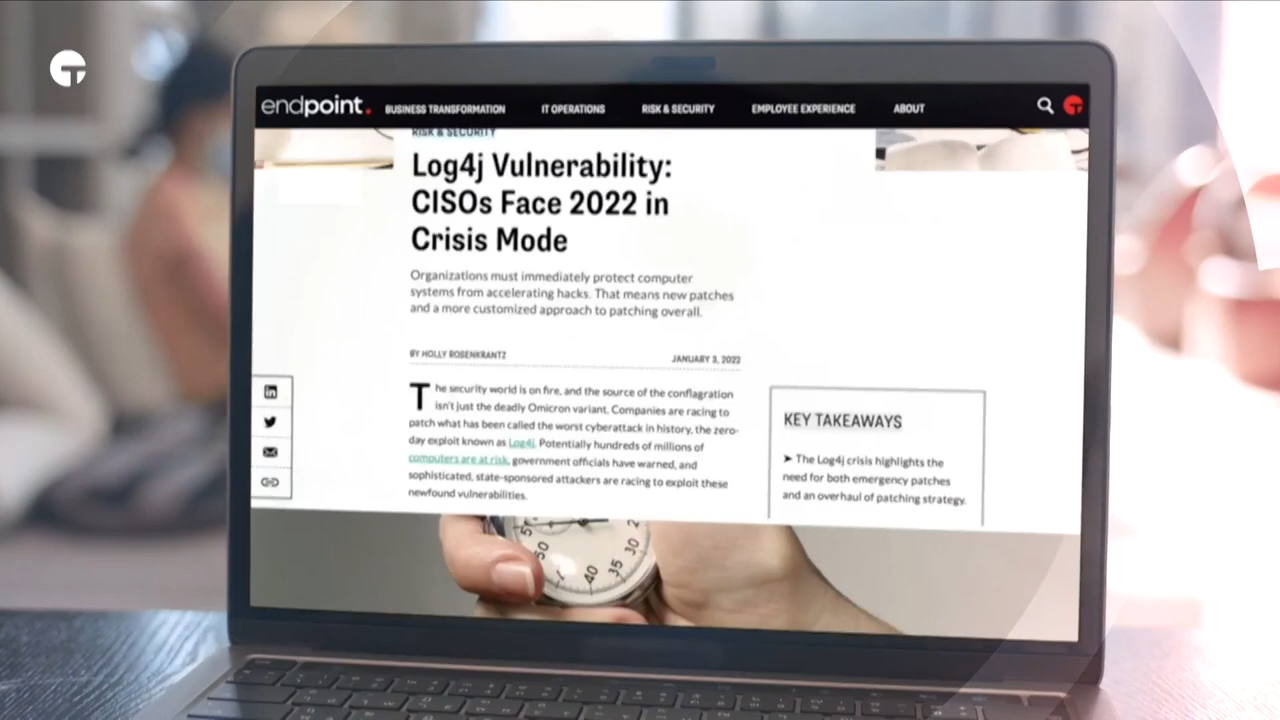 endpoint.
BUSINESS TRANSFORMATION
IT OPERATIONS
RISK & SECURITY
EMPLOYEE EXPERIENCE
ABOUT
RISK & SECURITY
Log4j Vulnerability:
CISOs Face 2022 in
Crisis Mode
Organizations must immediately protect computer
systems from accelerating hacks. That means new patches
and a more customized approach to patching overall.
BY HOLLY ROSENKRANTZ
JANUARY 3, 2022
The security world is on fire, and the source of the conflagration
isn't just the deadly Omicron variant. Companies are racing to
patch what has been called the worst cyberattack in history, the zero-
day exploit known as Log4j. Potentially hundreds of millions of
computers are at risk, government officials have warned, and
sophisticated, state-sponsored attackers are racing to exploit these
newfound vulnerabilities.
KEY TAKEAWAYS
➤ The Log4j crisis highlights the
need for both emergency patches
and an overhaul of patching strategy.
50
40
35
30